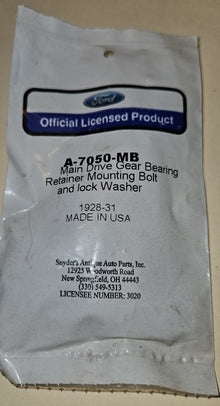 Ford
Official Licensed Product
A-7050-MB
Main Drive Gear Bearing
Retainer Mounting Bolt
and lock Washer
1928-31
MADE IN USA
Snyder's Antique Auto Parts, Inc.
12925 Woodworth Road
New Springfield, OH 44443
(330) 549-5313
LICENSEE NUMBER: 3020